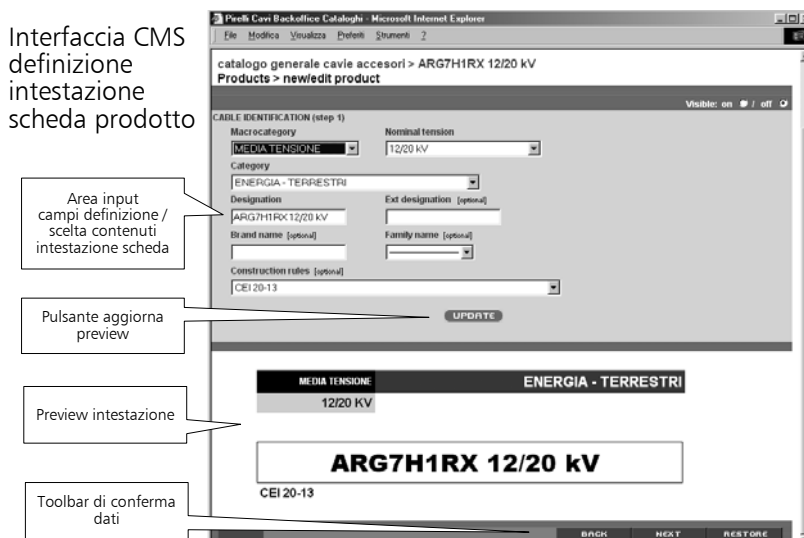 Interfaccia CMS
definizione
intestazione
scheda prodotto
Area input
campi definizione /
scelta contenuti
intestazione scheda
Pulsante aggiorna
preview
Preview intestazione
Toolbar di conferma
dati
Pirelli Cavi Backoffice Cataloghi - Microsoft Internet Explorer
File Modifica Visualizza Preferiti Strumenti ?
catalogo generale cavie accesori > ARG7H1RX 12/20 kV
Products > new/edit product
Visible: on / off
CABLE IDENTIFICATION (step 1)
Macrocategory Nominal tension
MEDIA TENSIONE 12/20 KV
Category
ENERGIA - TERRESTRI
Designation Ext designation [optional]
ARG7H1RX 12/20 kV
Brand name [optional] Family name [optional]
Construction rules [optional]
CEI 20-13
UPDATE
MEDIA TENSIONE ENERGIA - TERRESTRI
12/20 KV
ARG7H1RX 12/20 kV
CEI 20-13
BACK NEXT RESTORE